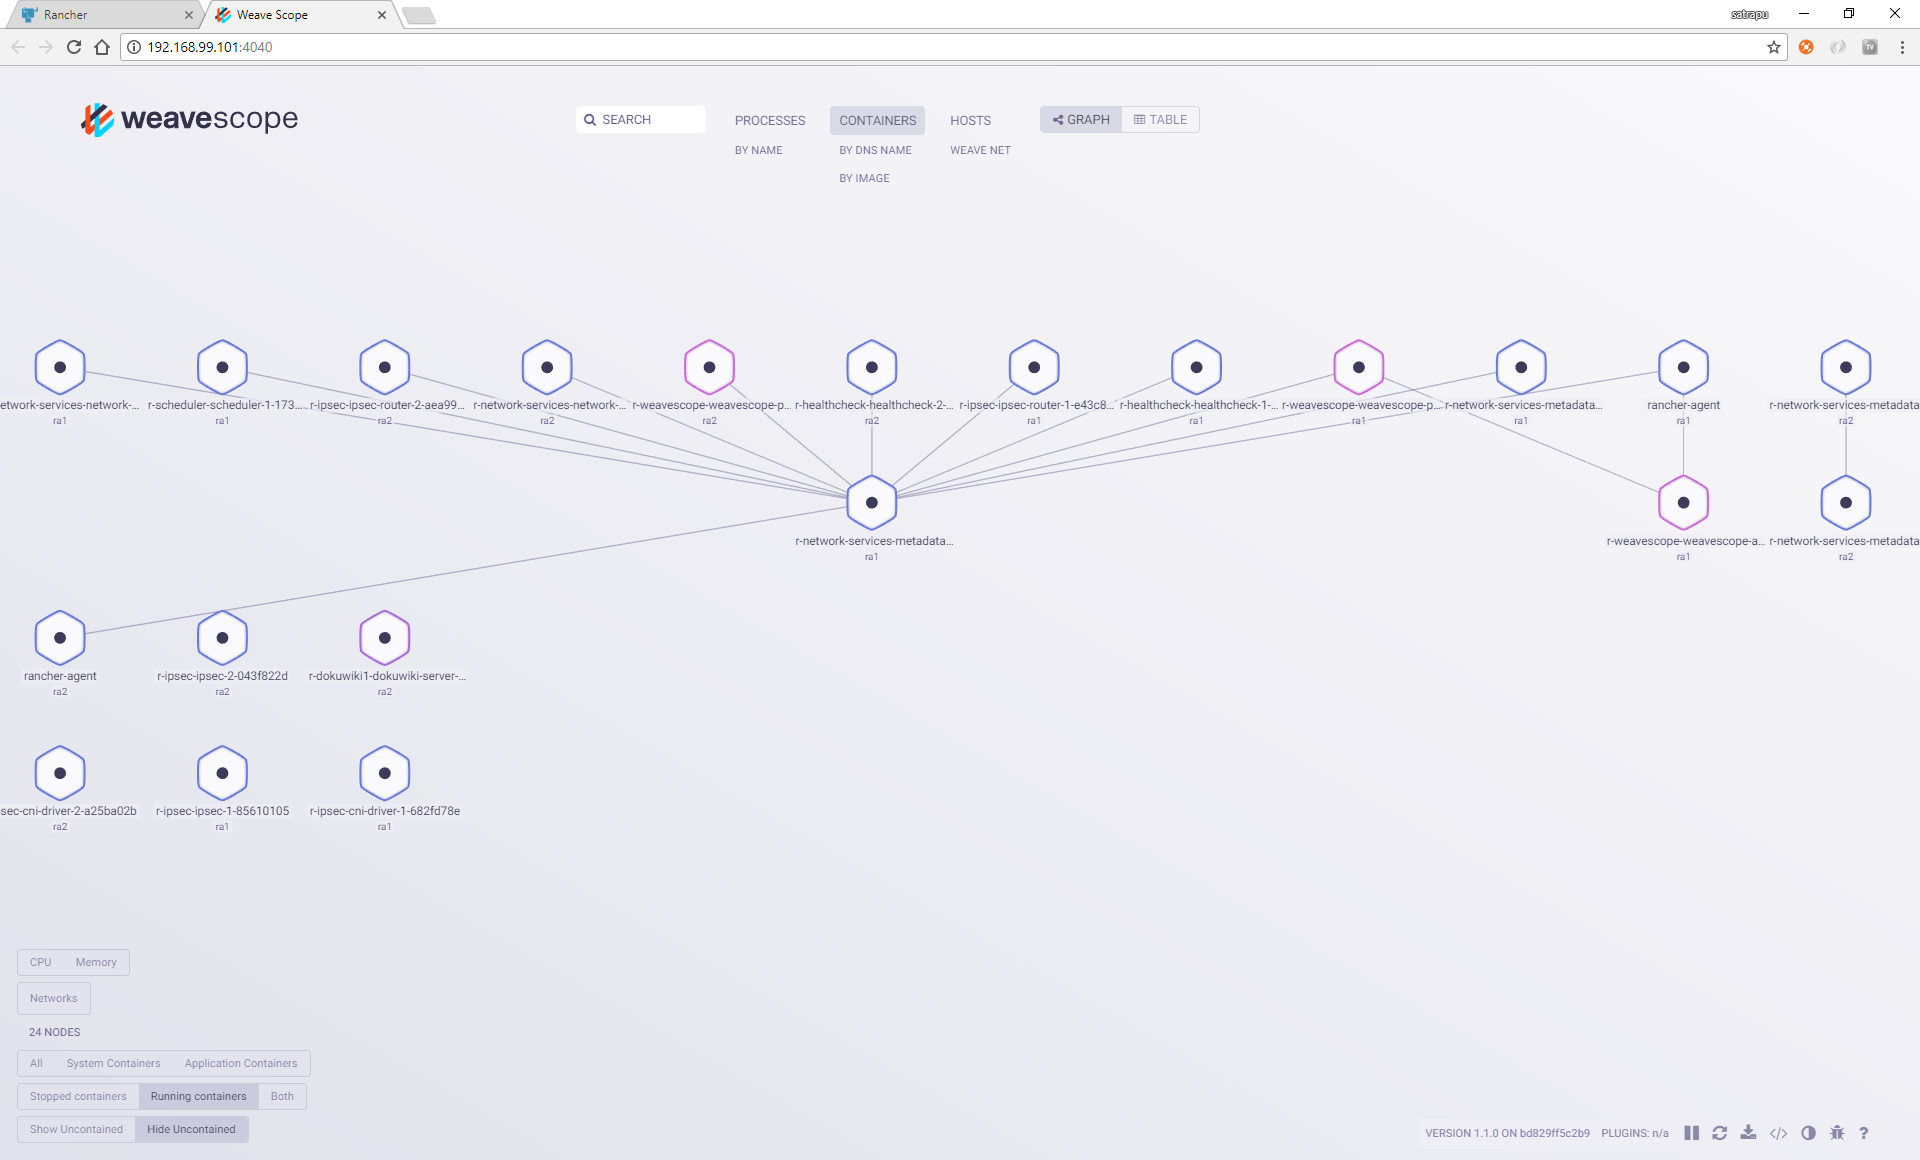 Rancher
Weave Scope
satrapu
192.168.99.101:4040
weavescope
SEARCH
PROCESSES
CONTAINERS
HOSTS
GRAPH
TABLE
BY NAME
BY DNS NAME
WEAVE NET
BY IMAGE
etwork-services-network-...
r-scheduler-scheduler-1-173...
r-ipsec-ipsec-router-2-aea99...
r-network-services-network-...
r-weavescope-weavescope-p...
r-healthcheck-healthcheck-2-...
r-ipsec-ipsec-router-1-e43c8...
r-healthcheck-healthcheck-1-...
r-weavescope-weavescope-p...
r-network-services-metadata...
rancher-agent
r-network-services-metadata
ra1
ra1
ra2
ra2
ra2
ra2
ra1
ra1
ra1
ra1
ra1
ra2
r-network-services-metadata...
r-weavescope-weavescope-a...
r-network-services-metadata
ra1
ra1
ra2
rancher-agent
r-ipsec-ipsec-2-043f822d
r-dokuwiki1-dokuwiki-server-...
ra2
ra2
ra2
sec-cni-driver-2-a25ba02b
r-ipsec-ipsec-1-85610105
r-ipsec-cni-driver-1-682fd78e
ra2
ra1
ra1
CPU
Memory
Networks
24 NODES
All
System Containers
Application Containers
Stopped containers
Running containers
Both
Show Uncontained
Hide Uncontained
VERSION 1.1.0 ON bd829ff5c2b9
PLUGINS: n/a